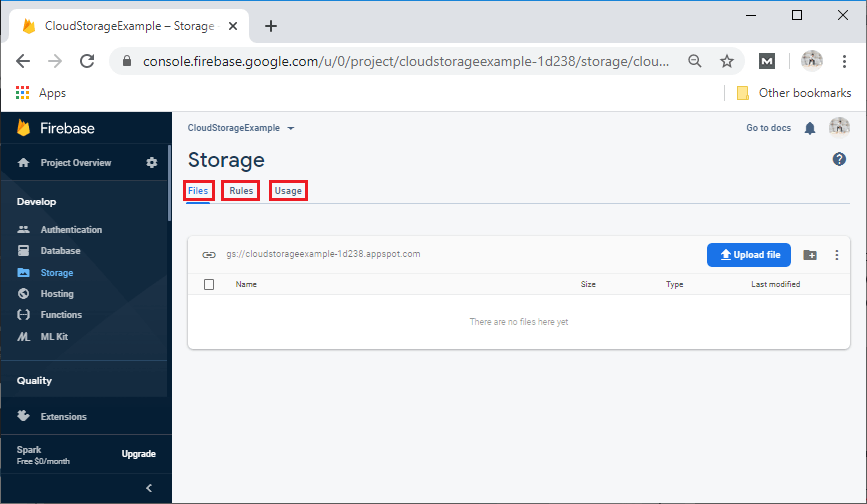 CloudStorageExample – Storage -
console.firebase.google.com/u/0/project/cloudstorageexample-1d238/storage/clou...
M
Apps
Other bookmarks
Firebase
CloudStorageExample
Go to docs
Project Overview
Storage
?
Files Rules Usage
Develop
Authentication
Database
Storage
Hosting
Functions
ML Kit
gs://cloudstorageexample-1d238.appspot.com
Upload file
Name Size Type Last modified
There are no files here yet
Quality
Extensions
Spark
Free $0/month
Upgrade